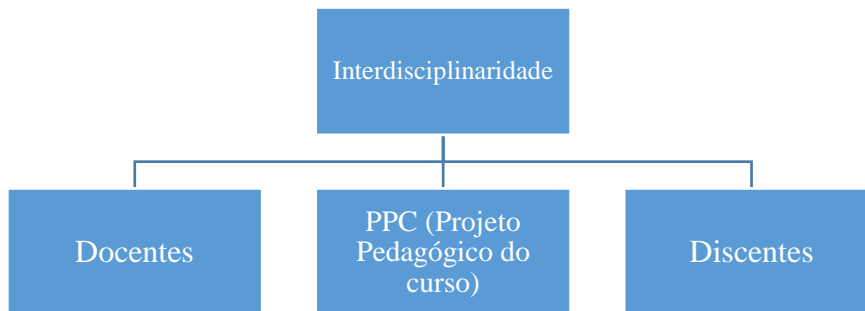 Interdisciplinaridade
Docentes
PPC (Projeto
Pedagógico do
curso)
Discentes